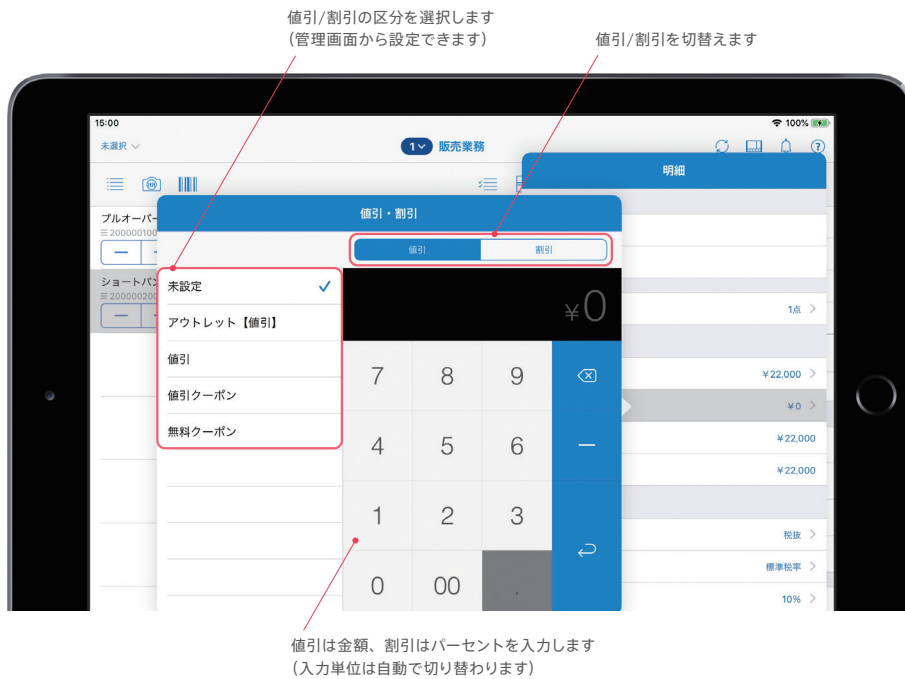 値引/割引の区分を選択します
（管理画面から設定できます）
値引/割引を切替えます
15:00
100%
未選択
1 販売業務
明細
プルオーバー
20000100
ショートパン
20000200
値引・割引
値引 割引
未設定
アウトレット【値引】
値引
値引クーポン
無料クーポン
¥0
7 8 9
4 5 6
1 2 3
0 00 .
1点
¥22,000
¥0
¥22,000
¥22,000
税抜
標準税率
10%
値引は金額、割引はパーセントを入力します
（入力単位は自動で切り替わります）